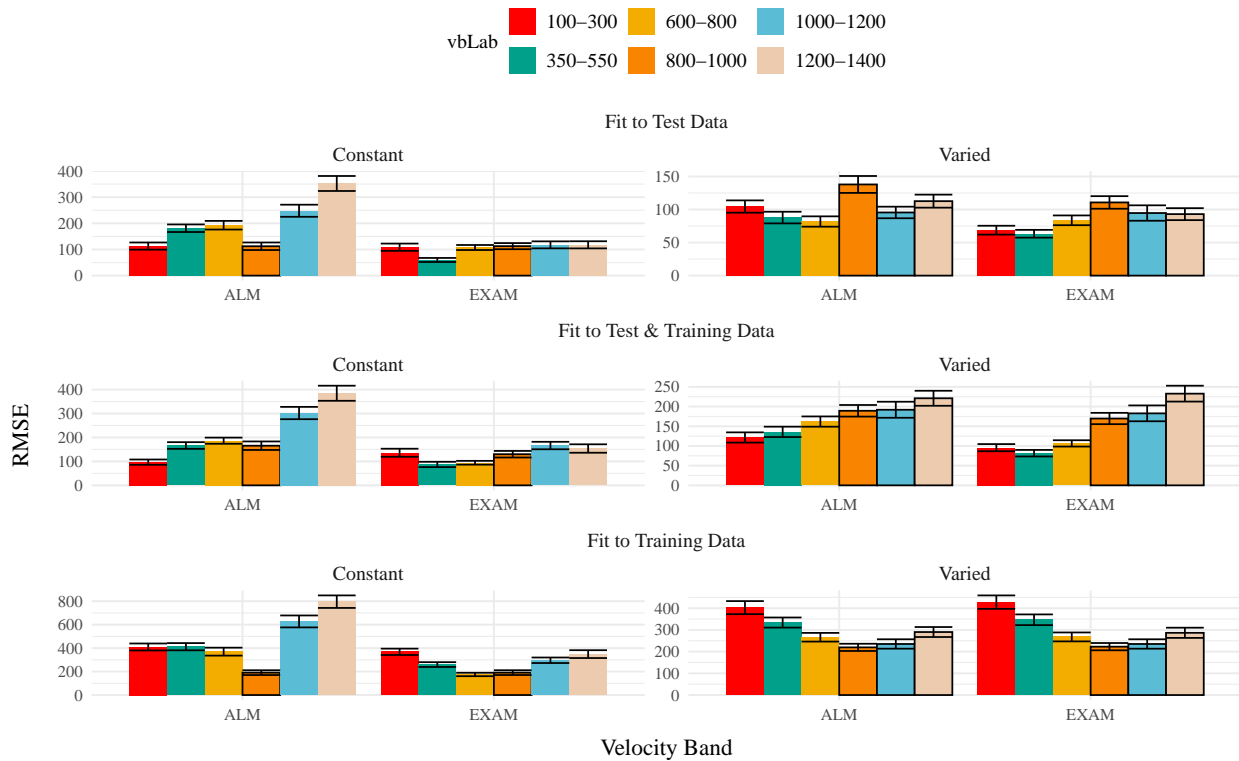 vbLab
100–300 600–800 1000–1200
350–550 800–1000 1200–1400
Fit to Test Data
Constant Varied
400
300
200
100
0
ALM EXAM
150
100
50
0
ALM EXAM
Fit to Test & Training Data
Constant Varied
RMSE
400
300
200
100
0
ALM EXAM
250
200
150
100
50
0
ALM EXAM
Fit to Training Data
Constant Varied
800
600
400
200
0
ALM EXAM
400
300
200
100
0
ALM EXAM
Velocity Band